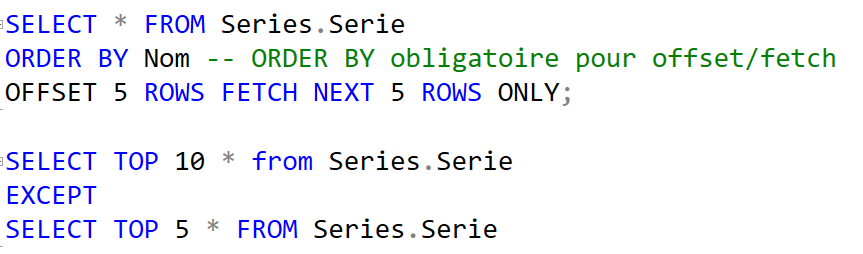 SELECT * FROM Series.Serie
ORDER BY Nom -- ORDER BY obligatoire pour offset/fetch
OFFSET 5 ROWS FETCH NEXT 5 ROWS ONLY;
SELECT TOP 10 * from Series.Serie
EXCEPT
SELECT TOP 5 * FROM Series.Serie